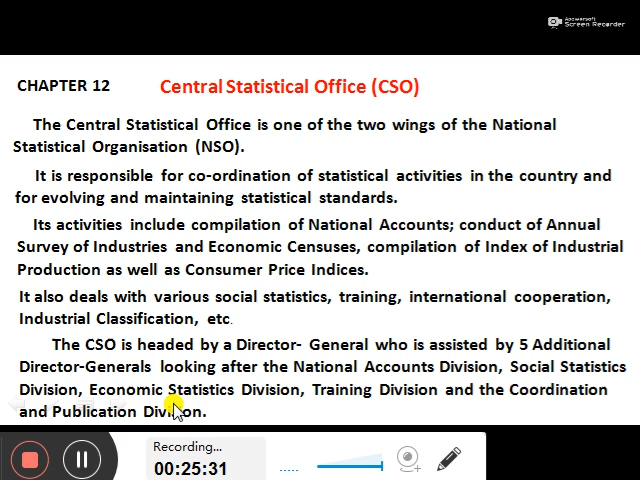 Apowersoft
Screen Recorder
CHAPTER 12 Central Statistical Office (CSO)
The Central Statistical Office is one of the two wings of the National
Statistical Organisation (NSO).
It is responsible for co-ordination of statistical activities in the country and
for evolving and maintaining statistical standards.
Its activities include compilation of National Accounts; conduct of Annual
Survey of Industries and Economic Censuses, compilation of Index of Industrial
Production as well as Consumer Price Indices.
It also deals with various social statistics, training, international cooperation,
Industrial Classification, etc.
The CSO is headed by a Director- General who is assisted by 5 Additional
Director-Generals looking after the National Accounts Division, Social Statistics
Division, Economic Statistics Division, Training Division and the Coordination
and Publication Division.
Recording...
00:25:31